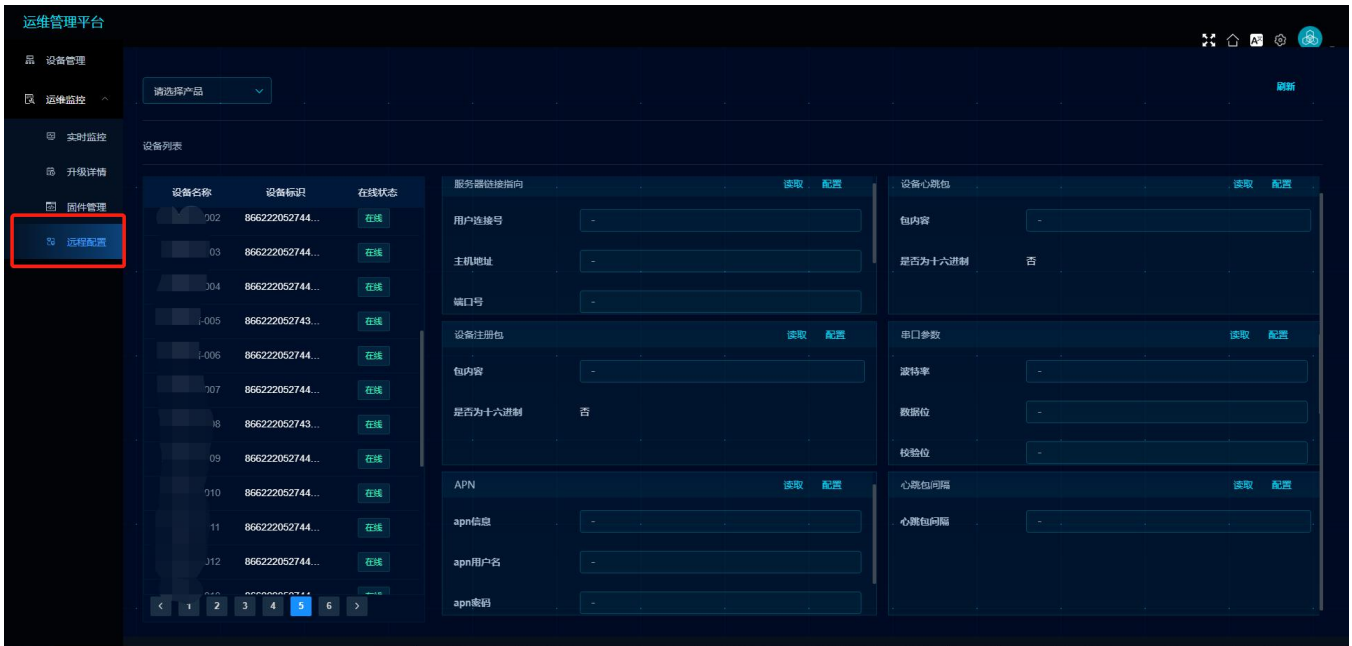 运维管理平台
设备管理
运维监控
实时监控
升级详情
固件管理
远程配置
请选择产品
刷新
设备列表
设备名称 设备标识 在线状态
002 866222052744... 在线
03 866222052744... 在线
004 866222052744... 在线
-005 866222052743... 在线
-006 866222052744... 在线
007 866222052744... 在线
08 866222052743... 在线
09 866222052744... 在线
010 866222052744... 在线
11 866222052744... 在线
012 866222052744... 在线
< 1 2 3 4 5 6 >
服务器链接指向 读取 配置
用户连接号 -
主机地址 -
端口号 -
设备心跳包 读取 配置
包内容 -
是否为十六进制 否
设备注册包 读取 配置
包内容 -
是否为十六进制 否
串口参数 读取 配置
波特率 -
数据位 -
校验位 -
APN 读取 配置
apn信息 -
apn用户名 -
apn密码 -
心跳包间隔 读取 配置
心跳包间隔 -